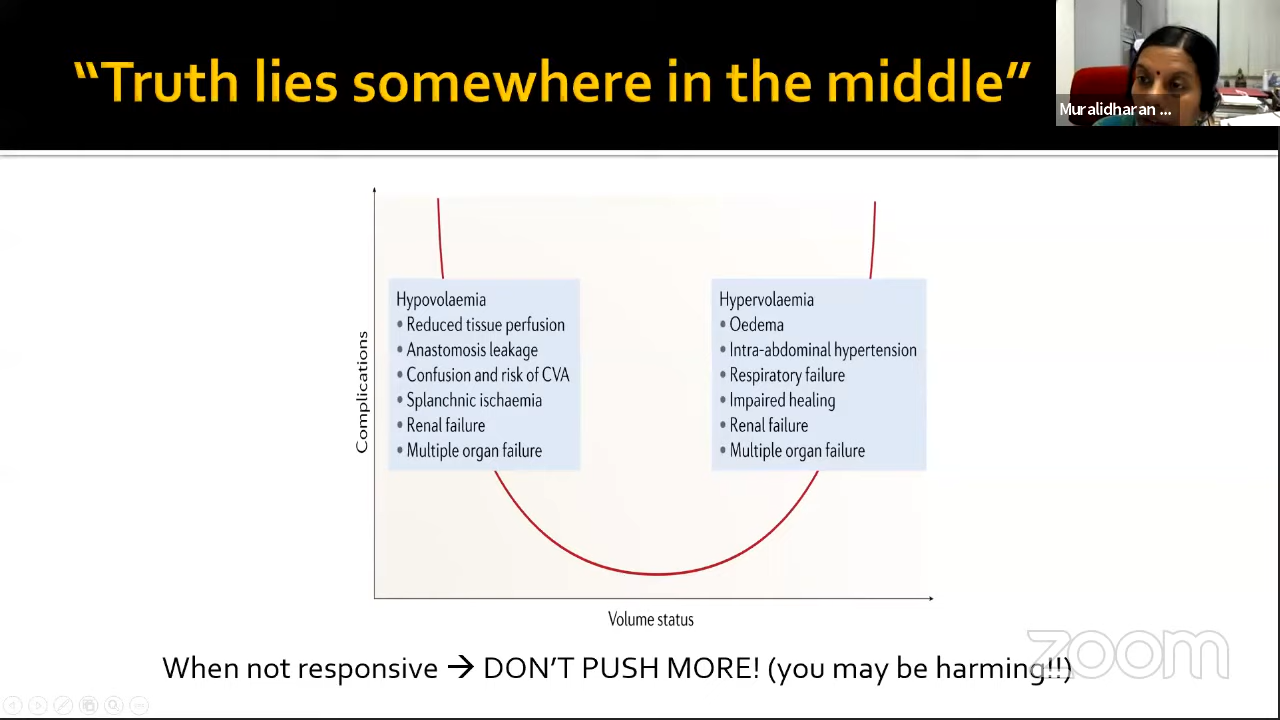 “Truth lies somewhere in the middle”
Muralidharan ...
Complications
Hypovolaemia
• Reduced tissue perfusion
• Anastomosis leakage
• Confusion and risk of CVA
• Splanchnic ischaemia
• Renal failure
• Multiple organ failure
Hypervolaemia
• Oedema
• Intra-abdominal hypertension
• Respiratory failure
• Impaired healing
• Renal failure
• Multiple organ failure
Volume status
When not responsive → DON’T PUSH MORE! (you may be harming!!)
zoom